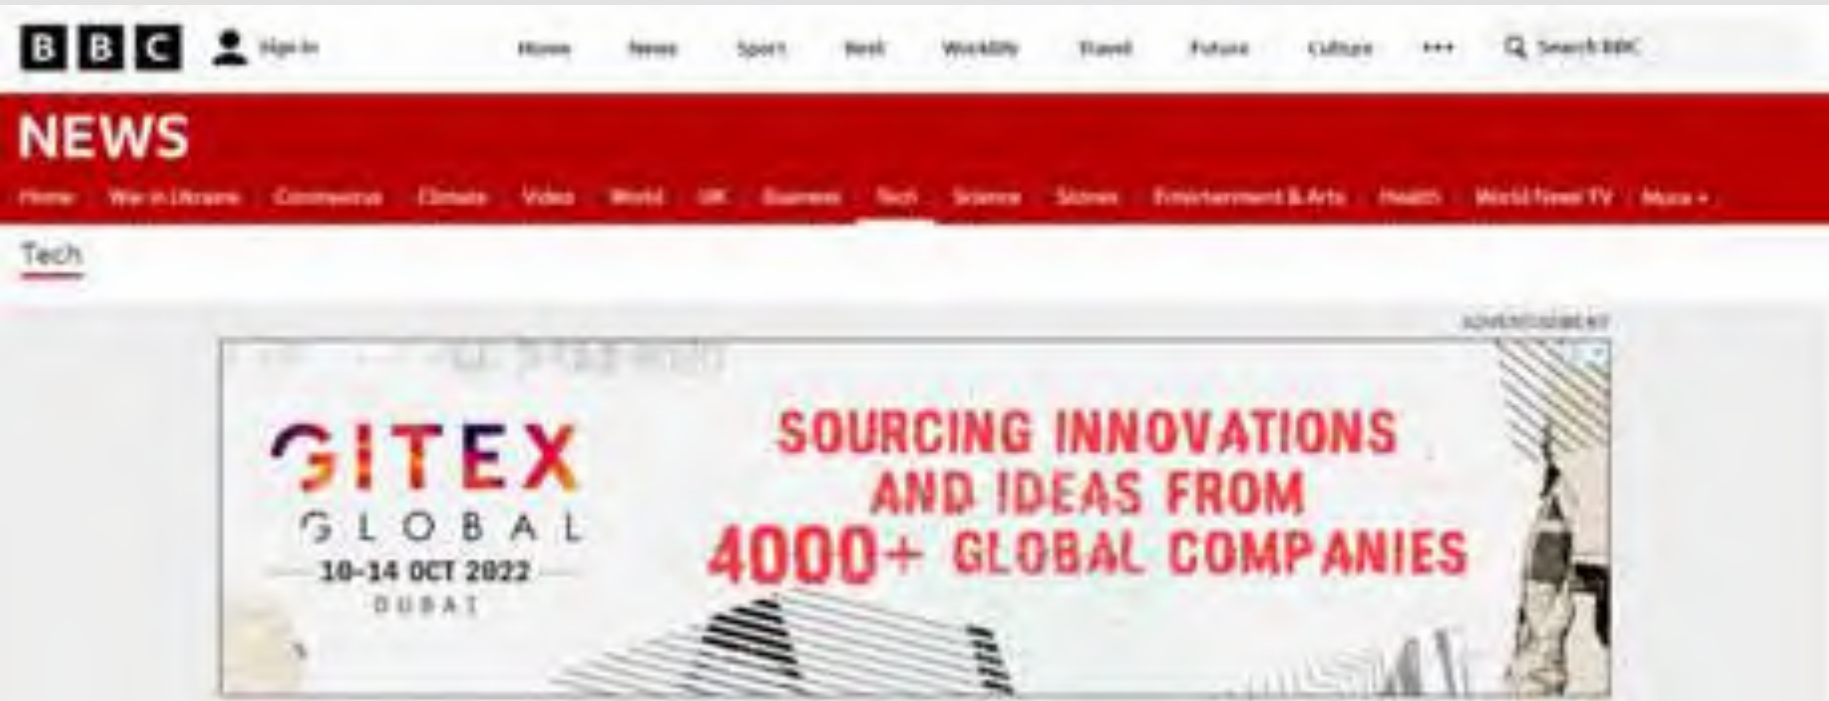 BBC Sign in Home News Sport Reel Worklife Travel Future Culture ••• Search BBC
NEWS
Home War in Ukraine Coronavirus Climate Video World UK Business Tech Science Stories Entertainment & Arts Health World News TV More
Tech
ADVERTISEMENT
GITEX
GLOBAL
10-14 OCT 2022
DUBAI
SOURCING INNOVATIONS
AND IDEAS FROM
4000+ GLOBAL COMPANIES